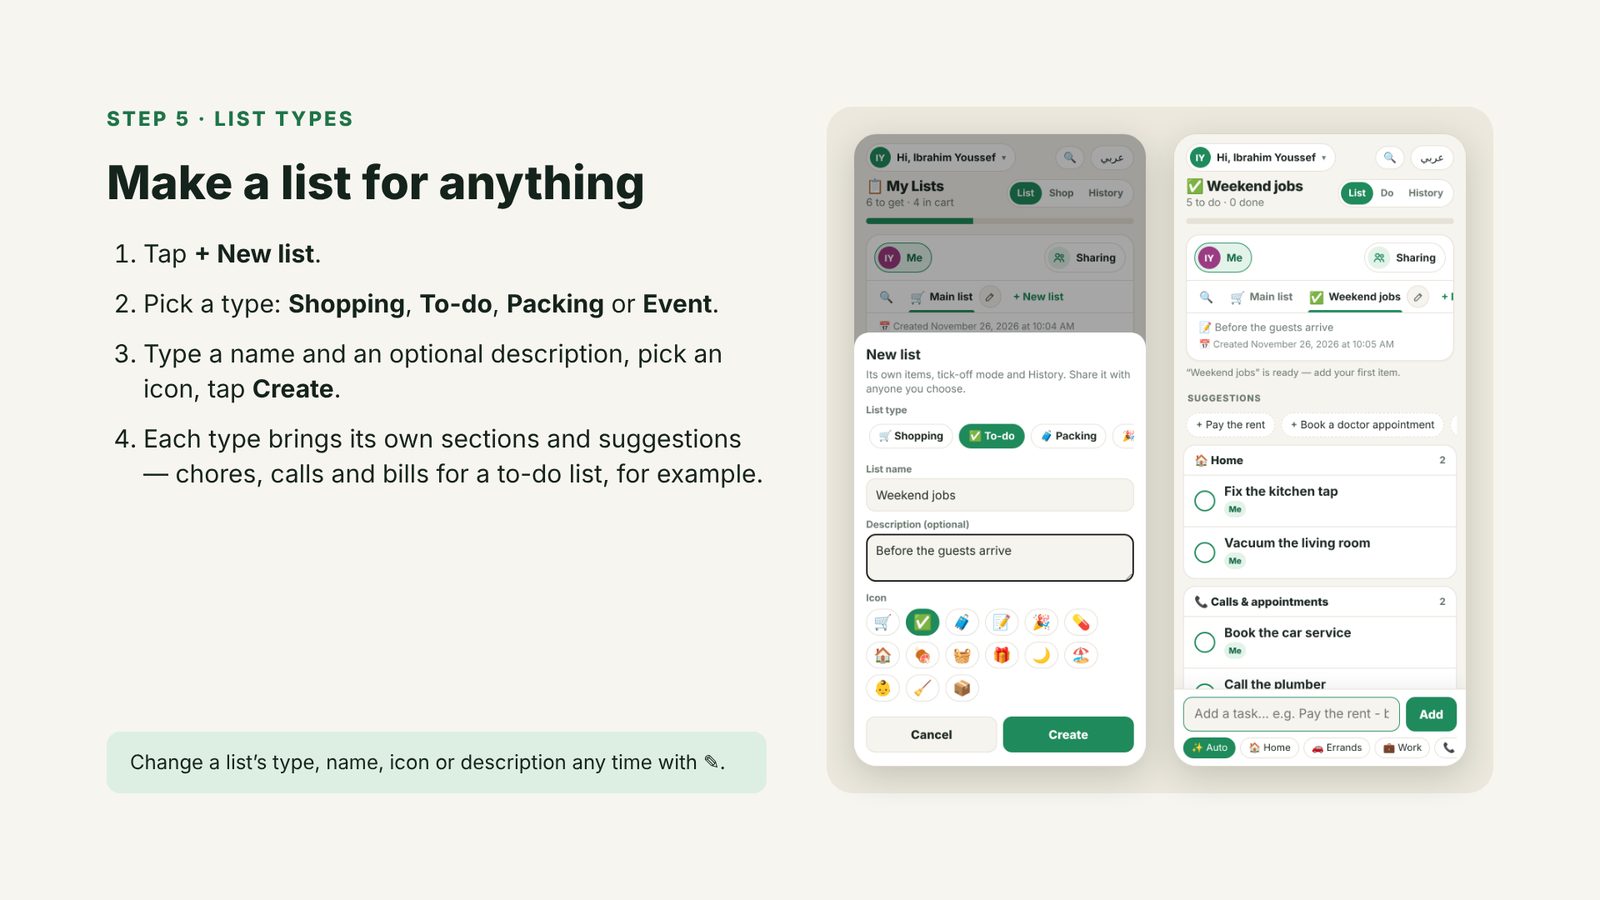 STEP 5 · LIST TYPES
Make a list for anything
1. Tap + New list.
2. Pick a type: Shopping, To-do, Packing or Event.
3. Type a name and an optional description, pick an
icon, tap Create.
4. Each type brings its own sections and suggestions
— chores, calls and bills for a to-do list, for example.
Change a list’s type, name, icon or description any time with ✎.
IY Hi, Ibrahim Youssef ▾ عربي
My Lists
6 to get · 4 in cart
List Shop History
IY Me Sharing
Main list + New list
Created November 26, 2026 at 10:04 AM
New list
Its own items, tick-off mode and History. Share it with
anyone you choose.
List type
Shopping To-do Packing
List name
Weekend jobs
Description (optional)
Before the guests arrive
Icon
Cancel Create
IY Hi, Ibrahim Youssef ▾ عربي
Weekend jobs
5 to do · 0 done
List Do History
IY Me Sharing
Main list Weekend jobs +
Before the guests arrive
Created November 26, 2026 at 10:05 AM
“Weekend jobs” is ready — add your first item.
SUGGESTIONS
+ Pay the rent + Book a doctor appointment
Home 2
Fix the kitchen tap
Me
Vacuum the living room
Me
Calls & appointments 2
Book the car service
Me
Call the plumber
Add a task... e.g. Pay the rent - Add
Auto Home Errands Work